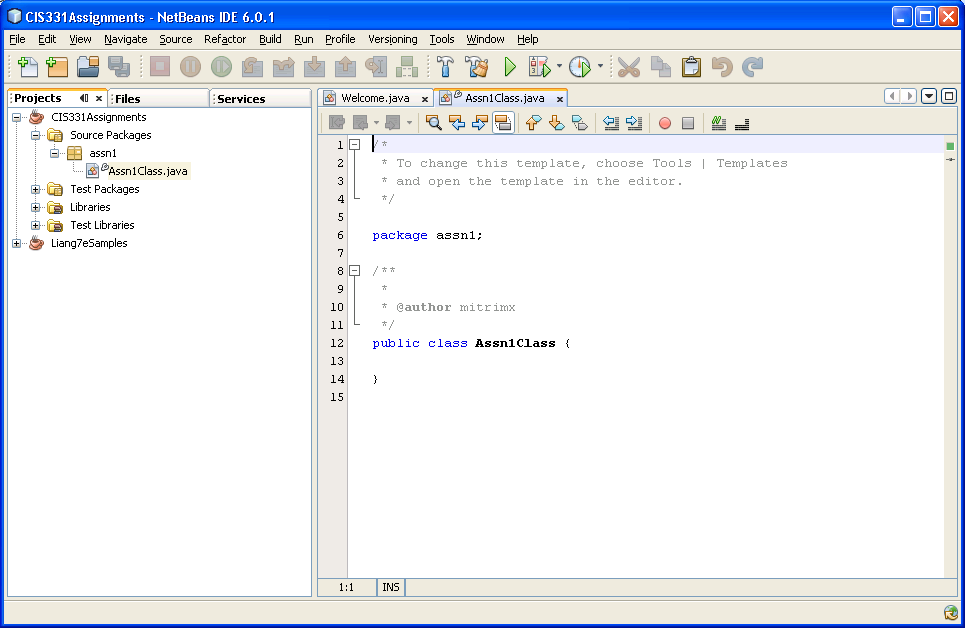 CIS331Assignments - NetBeans IDE 6.0.1
File Edit View Navigate Source Refactor Build Run Profile Versioning Tools Window Help
Projects Files Services
Welcome.java Assn1Class.java
CIS331Assignments
Source Packages
assn1
Assn1Class.java
Test Packages
Libraries
Test Libraries
Liang7eSamples
1 /*
2 * To change this template, choose Tools | Templates
3 * and open the template in the editor.
4 */
5
6 package assn1;
7
8 /**
9 *
10 * @author mitrimx
11 */
12 public class Assn1Class {
13
14 }
15
1:1 INS